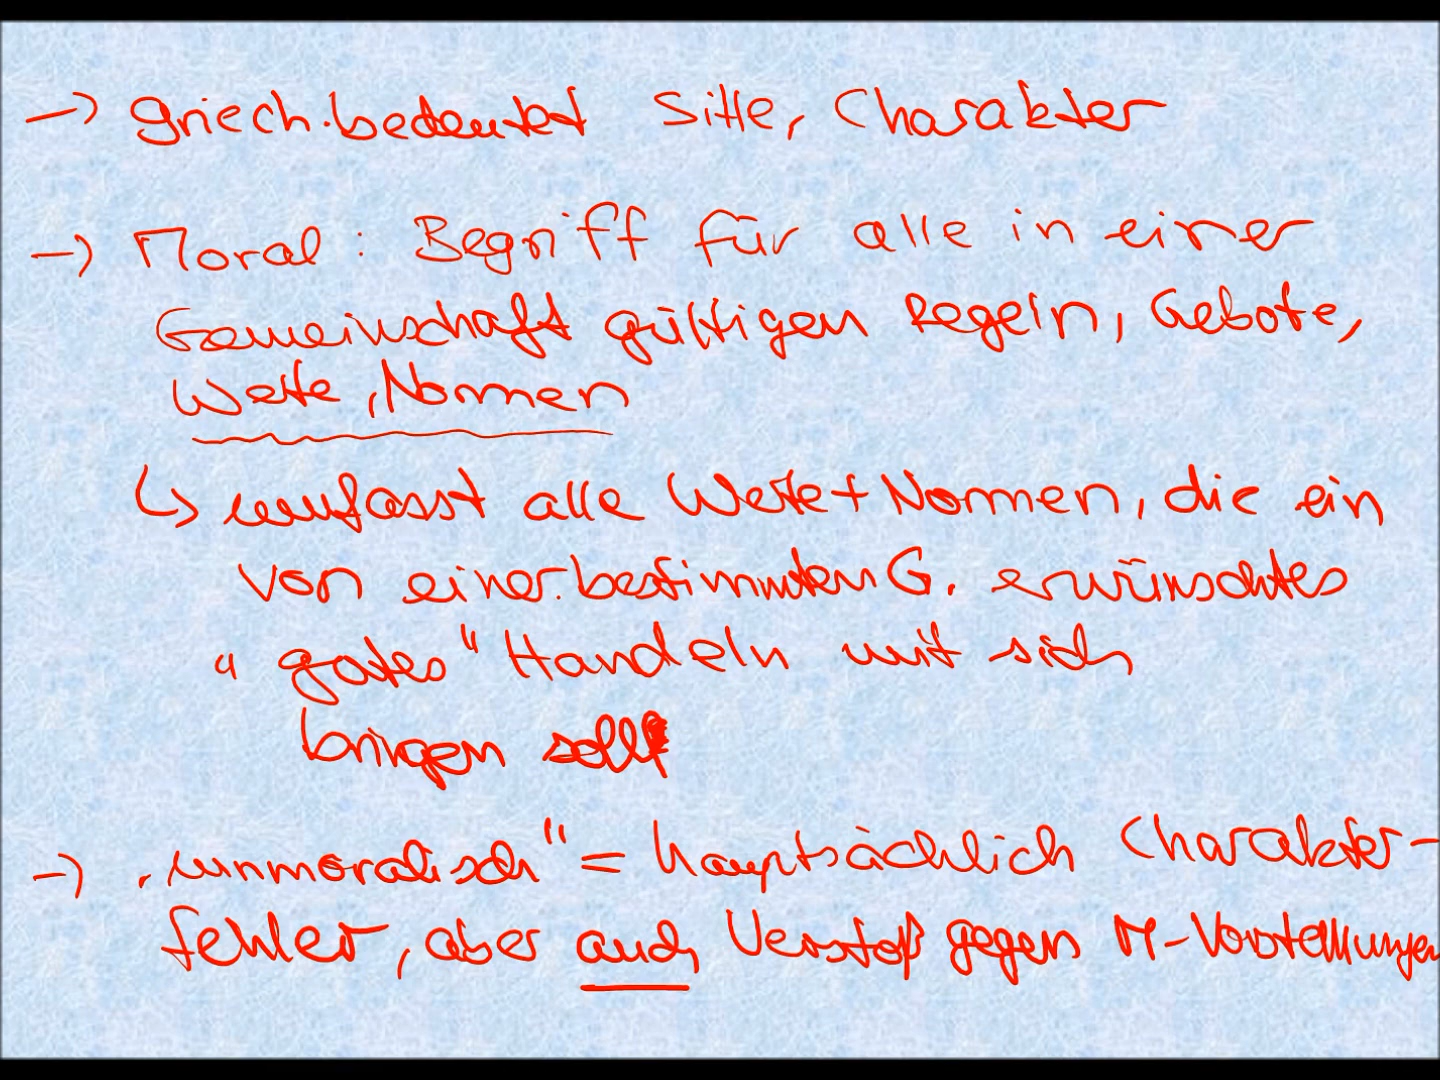 → griech. bedeutet Sitte, Charakter
→ Moral: Begriff für alle in einer
Gemeinschaft gültigen Regeln, Gebote,
Werte, Normen
↳ umfasst alle Werte + Normen, die ein
von einer bestimmten G. erwünschtes
"gutes" Handeln mit sich
bringen soll
→ "unmoralisch" = hauptsächlich Charakter-
fehler, aber auch Verstoß gegen M-Vorstellungen